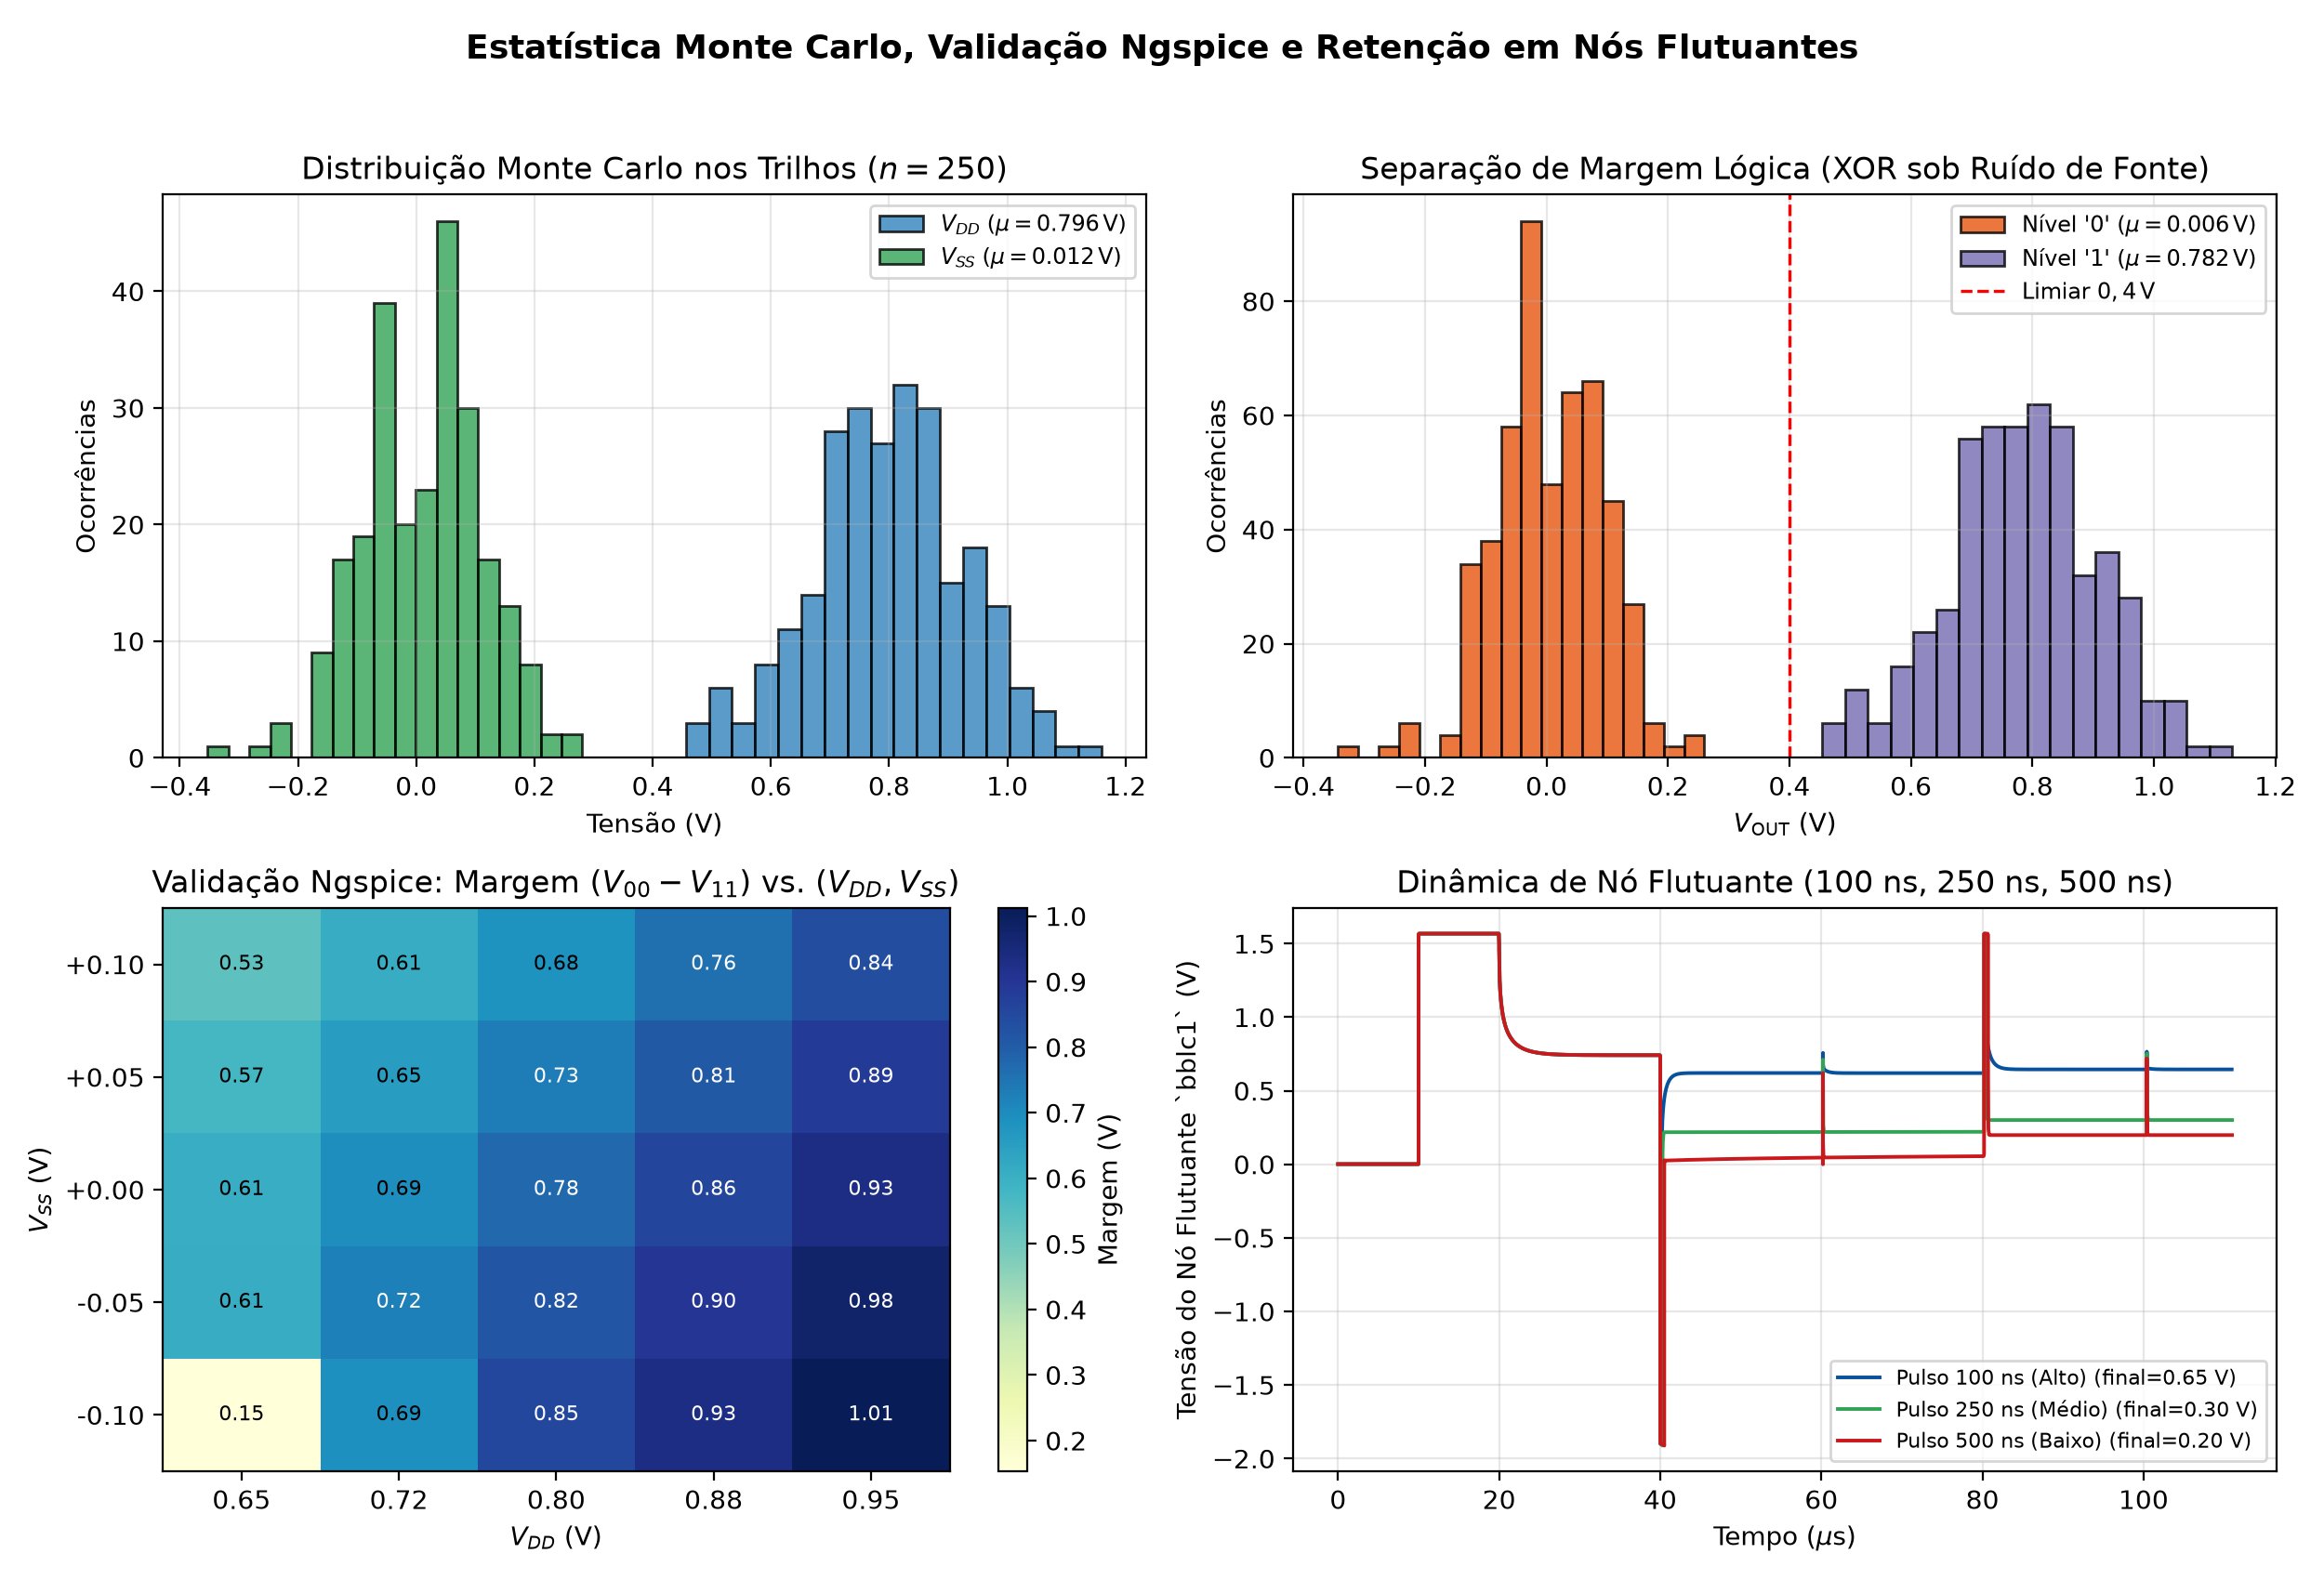 Estatística Monte Carlo, Validação Ngspice e Retenção em Nós Flutuantes
Distribuição Monte Carlo nos Trilhos (n = 250)
V_DD (μ = 0.796 V)
V_SS (μ = 0.012 V)
Ocorrências
40
30
20
10
0
−0.4 −0.2 0.0 0.2 0.4 0.6 0.8 1.0 1.2
Tensão (V)
Separação de Margem Lógica (XOR sob Ruído de Fonte)
Nível '0' (μ = 0.006 V)
Nível '1' (μ = 0.782 V)
Limiar 0, 4 V
Ocorrências
80
60
40
20
0
−0.4 −0.2 0.0 0.2 0.4 0.6 0.8 1.0 1.2
V_OUT (V)
Validação Ngspice: Margem (V_00 − V_11) vs. (V_DD, V_SS)
V_SS (V)
+0.10 0.53 0.61 0.68 0.76 0.84
+0.05 0.57 0.65 0.73 0.81 0.89
+0.00 0.61 0.69 0.78 0.86 0.93
-0.05 0.61 0.72 0.82 0.90 0.98
-0.10 0.15 0.69 0.85 0.93 1.01
0.65 0.72 0.80 0.88 0.95
V_DD (V)
1.0
0.9
0.8
0.7
0.6
0.5
0.4
0.3
0.2
Margem (V)
Dinâmica de Nó Flutuante (100 ns, 250 ns, 500 ns)
Tensão do Nó Flutuante `bblc1` (V)
1.5
1.0
0.5
0.0
−0.5
−1.0
−1.5
−2.0
Pulso 100 ns (Alto) (final=0.65 V)
Pulso 250 ns (Médio) (final=0.30 V)
Pulso 500 ns (Baixo) (final=0.20 V)
0 20 40 60 80 100
Tempo (μs)